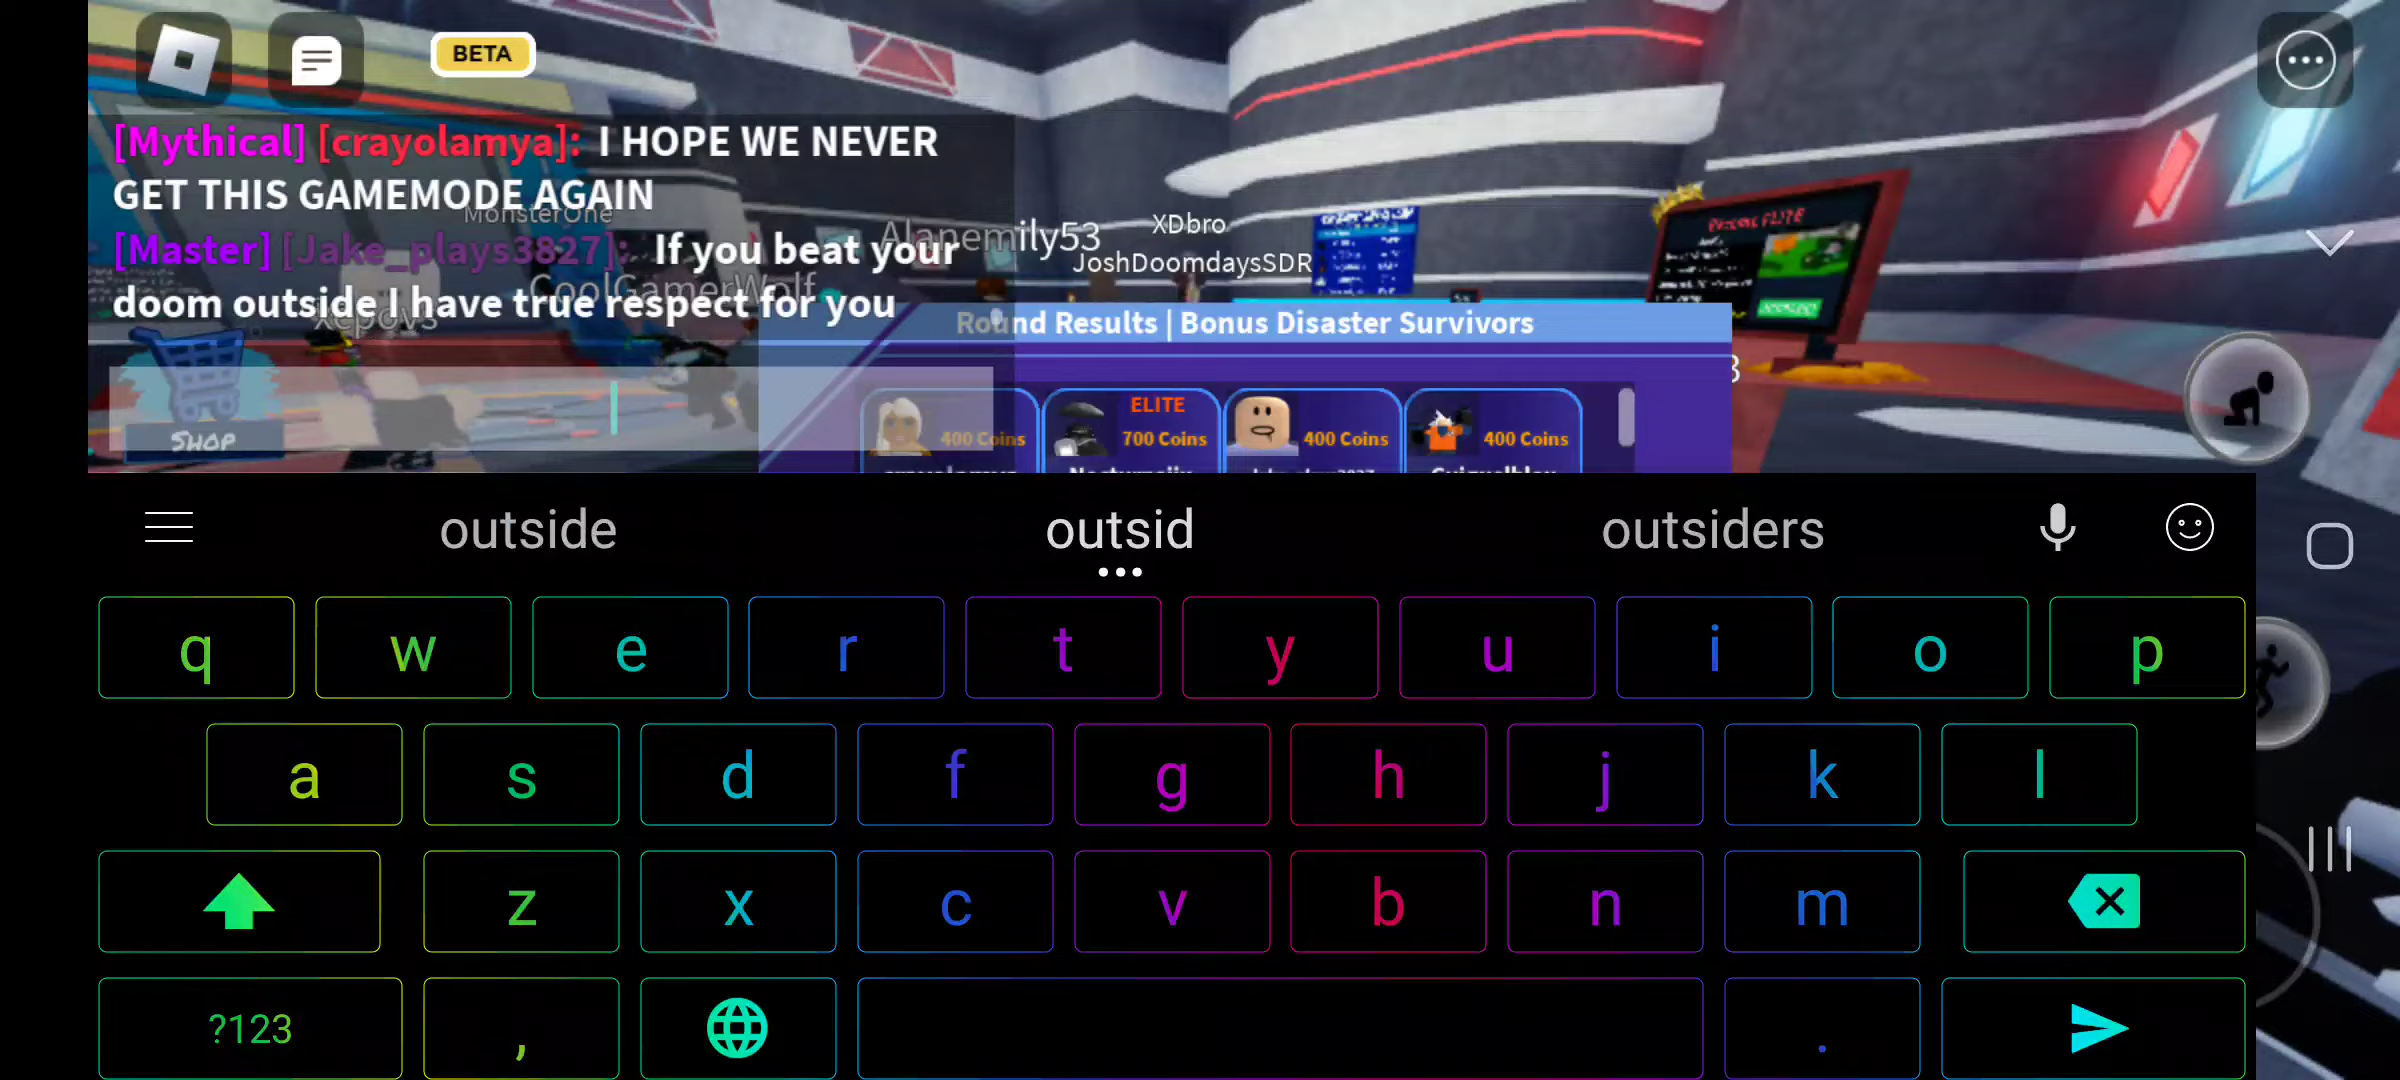 BETA
[Mythical] [crayolamya]: I HOPE WE NEVER
GET THIS GAMEMODE AGAIN
MonsterOne
[Master] [Jake_plays3827]: If you beat your
doom outside I have true respect for you
Alanemily53
XDbro
JoshDoomdaysSDR
CoolGamerWolf
Round Results | Bonus Disaster Survivors
SHOP
400 Coins
ELITE
700 Coins
400 Coins
400 Coins
crayolamya
outside
outsid
outsiders
q w e r t y u i o p
a s d f g h j k l
z x c v b n m
?123 , .